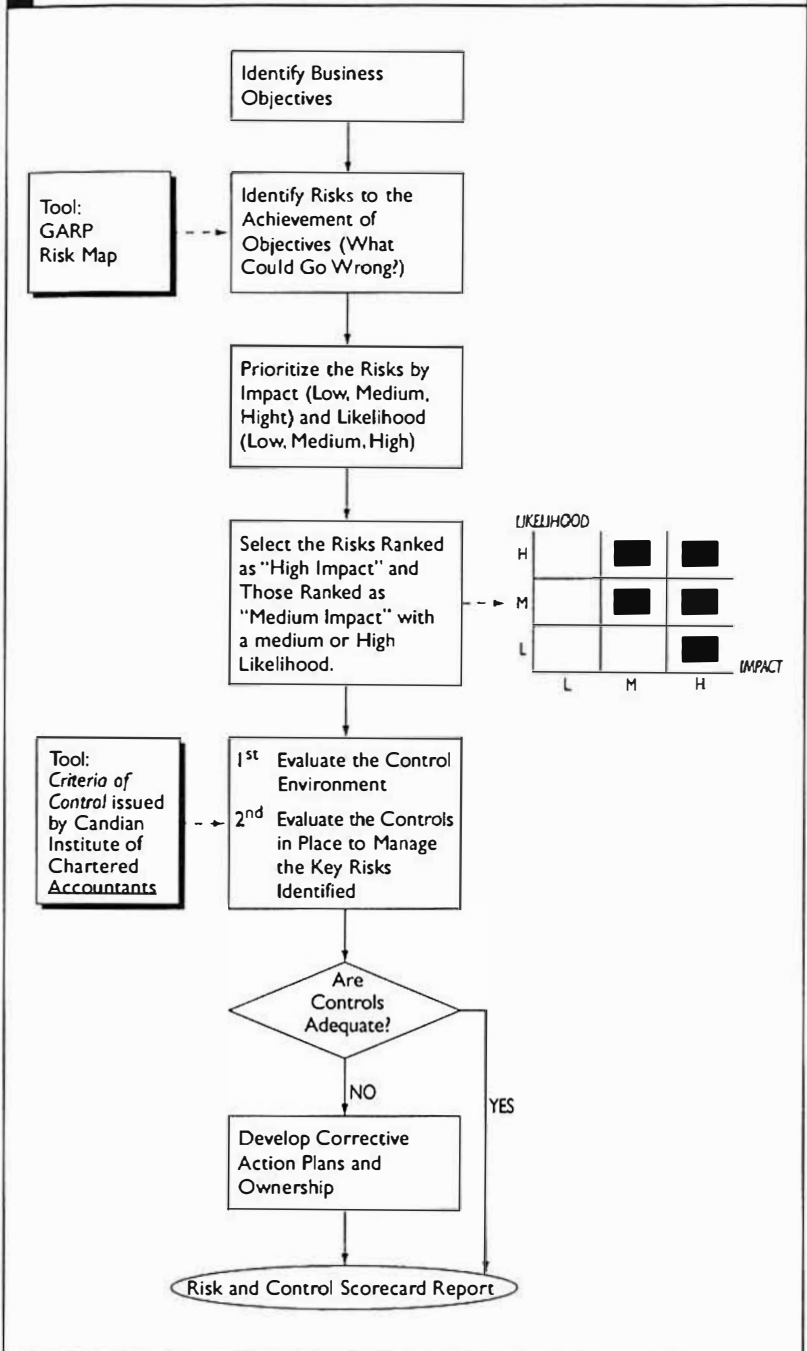 Identify Business
Objectives
Tool:
GARP
Risk Map
Identify Risks to the
Achievement of
Objectives (What
Could Go Wrong?)
Prioritize the Risks by
Impact (Low, Medium,
Hight) and Likelihood
(Low, Medium, High)
Select the Risks Ranked
as "High Impact" and
Those Ranked as
"Medium Impact" with
a medium or High
Likelihood.
LIKELIHOOD
H
M
L
IMPACT
L M H
Tool:
Criteria of
Control issued
by Candian
Institute of
Chartered
Accountants
1st Evaluate the Control
Environment
2nd Evaluate the Controls
in Place to Manage
the Key Risks
Identified
Are
Controls
Adequate?
NO
YES
Develop Corrective
Action Plans and
Ownership
Risk and Control Scorecard Report